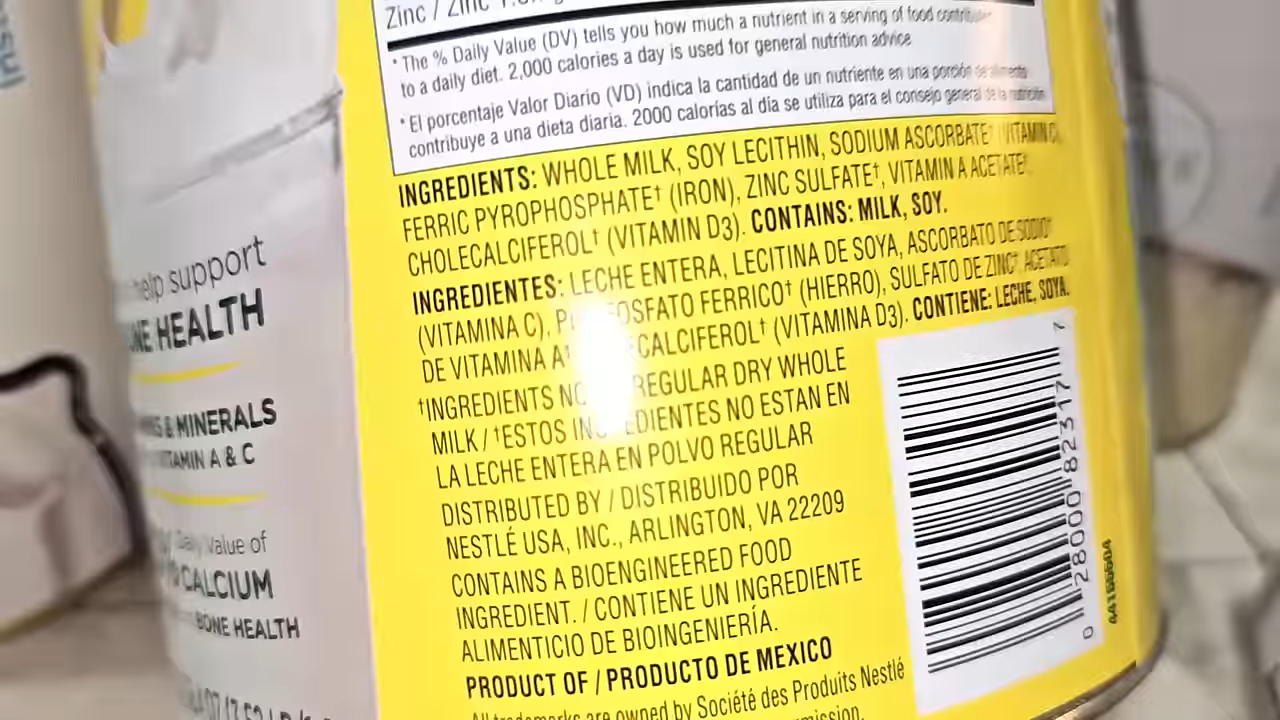 Zinc / Zinc
* The % Daily Value (DV) tells you how much a nutrient in a serving of food
to a daily diet. 2,000 calories a day is used for general nutrition advice
* El porcentaje Valor Diario (VD) indica la cantidad de un nutriente en una porción de alimento
contribuye a una dieta diaria. 2000 calorías al día se utiliza para el consejo general de la nutrición
INGREDIENTS: WHOLE MILK, SOY LECITHIN, SODIUM ASCORBATE† (VITAMIN C),
FERRIC PYROPHOSPHATE† (IRON), ZINC SULFATE†, VITAMIN A ACETATE†,
CHOLECALCIFEROL† (VITAMIN D3). CONTAINS: MILK, SOY.
INGREDIENTES: LECHE ENTERA, LECITINA DE SOYA, ASCORBATO DE SODIO†
(VITAMINA C), FERRICO† (HIERRO), SULFATO DE ZINC†, ACETATO
DE VITAMINA A† (VITAMINA D3). CONTIENE: LECHE, SOYA.
†INGREDIENTS REGULAR DRY WHOLE
MILK / †ESTOS NO ESTAN EN
LA LECHE ENTERA EN POLVO REGULAR
DISTRIBUTED BY / DISTRIBUIDO POR
NESTLÉ USA, INC., ARLINGTON, VA 22209
CONTAINS A BIOENGINEERED FOOD
INGREDIENT. / CONTIENE UN INGREDIENTE
ALIMENTICIO DE BIOINGENIERÍA.
PRODUCT OF / PRODUCTO DE MEXICO
All trademarks are owned by Société des Produits Nestlé
0 28000 82317 7
44166604
help support
HEALTH
& MINERALS
VITAMIN A & C
Daily Value of
CALCIUM
BONE HEALTH